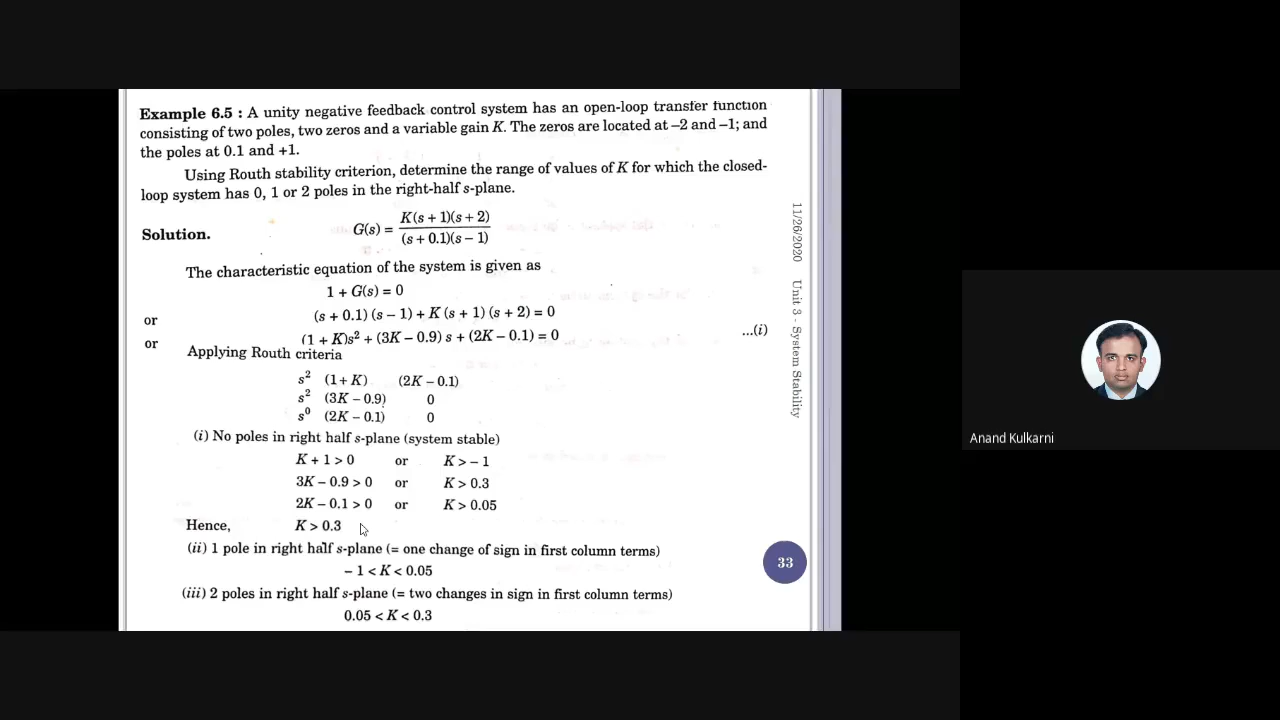 Example 6.5 : A unity negative feedback control system has an open-loop transfer function
consisting of two poles, two zeros and a variable gain K. The zeros are located at –2 and –1; and
the poles at 0.1 and +1.
Using Routh stability criterion, determine the range of values of K for which the closed-
loop system has 0, 1 or 2 poles in the right-half s-plane.
Solution. G(s) = K(s + 1)(s + 2) / (s + 0.1)(s – 1)
The characteristic equation of the system is given as
1 + G(s) = 0
or (s + 0.1) (s – 1) + K (s + 1) (s + 2) = 0
or (1 + K)s² + (3K – 0.9) s + (2K – 0.1) = 0 ...(i)
Applying Routh criteria
s² (1 + K) (2K – 0.1)
s² (3K – 0.9) 0
s⁰ (2K – 0.1) 0
(i) No poles in right half s-plane (system stable)
K + 1 > 0 or K > – 1
3K – 0.9 > 0 or K > 0.3
2K – 0.1 > 0 or K > 0.05
Hence, K > 0.3
(ii) 1 pole in right half s-plane (= one change of sign in first column terms)
– 1 < K < 0.05
(iii) 2 poles in right half s-plane (= two changes in sign in first column terms)
0.05 < K < 0.3
11/26/2020 Unit 3 - System Stability
33
Anand Kulkarni